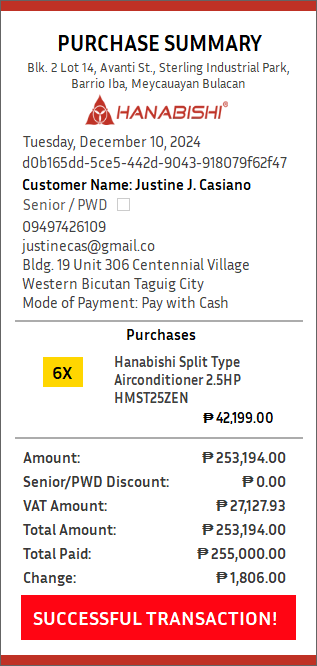 PURCHASE SUMMARY
Blk. 2 Lot 14, Avanti St., Sterling Industrial Park,
Barrio Iba, Meycauayan Bulacan
HANABISHI®
Tuesday, December 10, 2024
d0b165dd-5ce5-442d-9043-918079f62f47
Customer Name: Justine J. Casiano
Senior / PWD
09497426109
justinecas@gmail.co
Bldg. 19 Unit 306 Centennial Village
Western Bicutan Taguig City
Mode of Payment: Pay with Cash
Purchases
6X
Hanabishi Split Type
Airconditioner 2.5HP
HMST25ZEN
₱ 42,199.00
Amount: ₱ 253,194.00
Senior/PWD Discount: ₱ 0.00
VAT Amount: ₱ 27,127.93
Total Amount: ₱ 253,194.00
Total Paid: ₱ 255,000.00
Change: ₱ 1,806.00
SUCCESSFUL TRANSACTION!